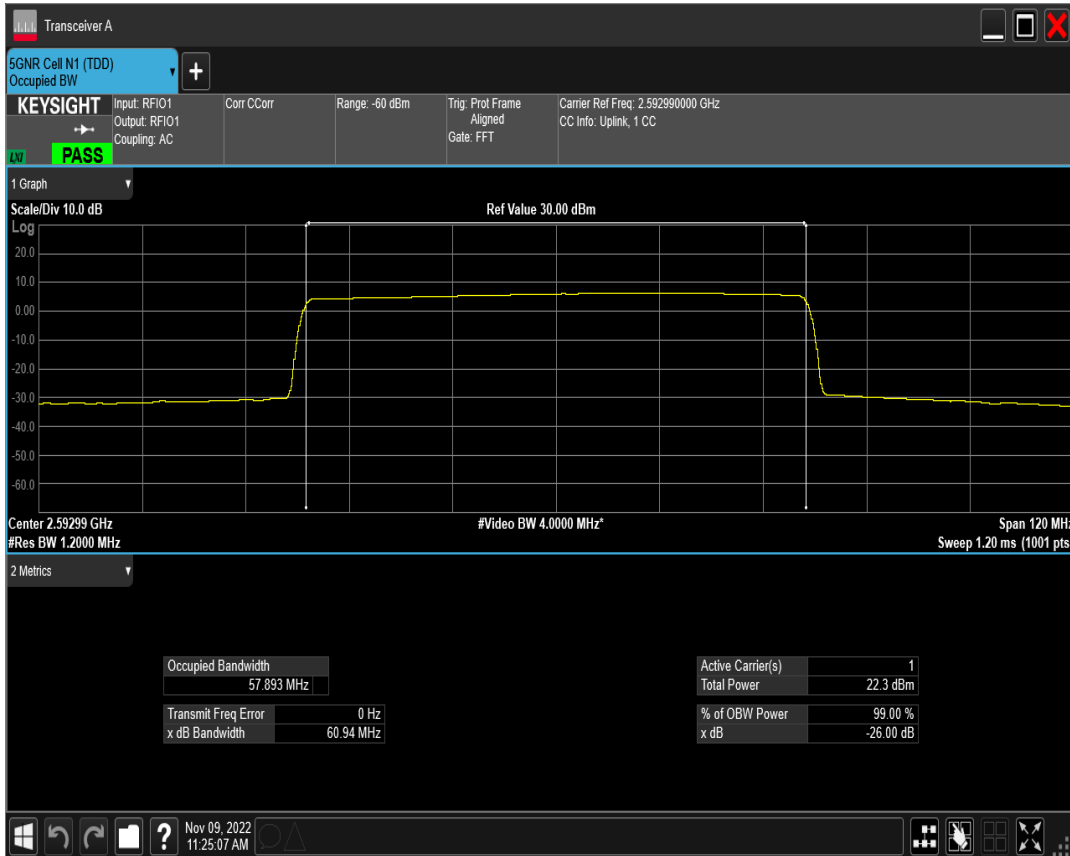 Transceiver A
5GNR Cell N1 (TDD)
Occupied BW
+
KEYSIGHT
LXI PASS
Input: RFIO1
Output: RFIO1
Coupling: AC
Corr CCorr
Range: -60 dBm
Trig: Prot Frame
Aligned
Gate: FFT
Carrier Ref Freq: 2.592990000 GHz
CC Info: Uplink, 1 CC
1 Graph
Scale/Div 10.0 dB
Ref Value 30.00 dBm
Log
20.0
10.0
0.00
-10.0
-20.0
-30.0
-40.0
-50.0
-60.0
Center 2.59299 GHz
#Video BW 4.0000 MHz*
Span 120 MHz
#Res BW 1.2000 MHz
Sweep 1.20 ms (1001 pts
2 Metrics
Occupied Bandwidth
57.893 MHz
Transmit Freq Error 0 Hz
x dB Bandwidth 60.94 MHz
Active Carrier(s) 1
Total Power 22.3 dBm
% of OBW Power 99.00 %
x dB -26.00 dB
?
Nov 09, 2022
11:25:07 AM